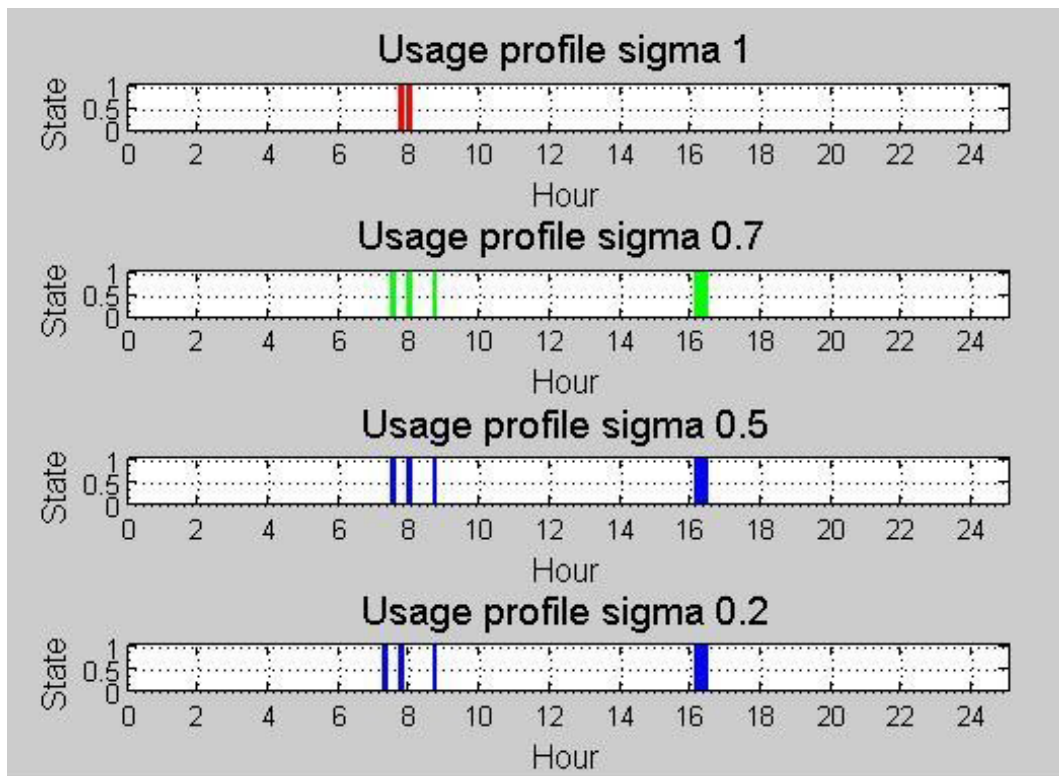 Usage profile sigma 1
State
1
0.5
0
0 2 4 6 8 10 12 14 16 18 20 22 24
Hour
Usage profile sigma 0.7
State
1
0.5
0
0 2 4 6 8 10 12 14 16 18 20 22 24
Hour
Usage profile sigma 0.5
State
1
0.5
0
0 2 4 6 8 10 12 14 16 18 20 22 24
Hour
Usage profile sigma 0.2
State
1
0.5
0
0 2 4 6 8 10 12 14 16 18 20 22 24
Hour